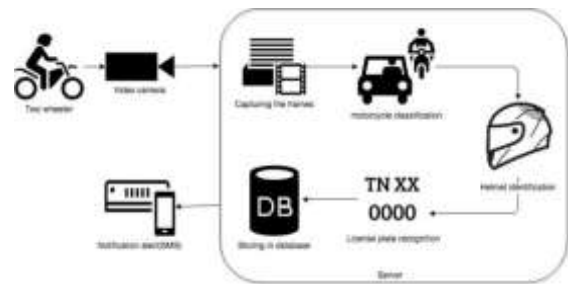 Two wheeler
Video camera
Capturing the frames
motorcycle classification
Helmet identification
TN XX
0000
License plate recognition
DB
Storing in database
Notification alert(SMS)
Server